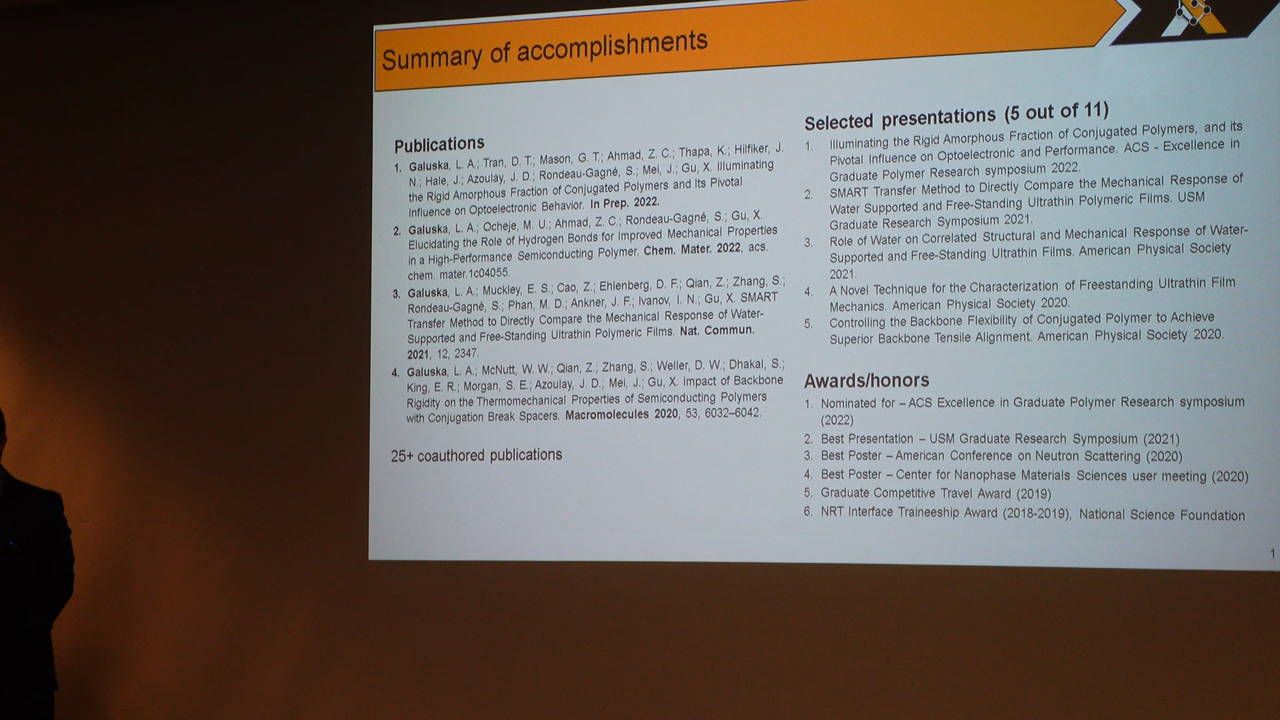 Summary of accomplishments
Publications
1. Galuska, L. A.; Tran, D. T.; Mason, G. T.; Ahmad, Z. C.; Thapa, K.; Hilfiker, J.
N.; Hale, J.; Azoulay, J. D.; Rondeau-Gagné, S.; Mei, J.; Gu, X. Illuminating
the Rigid Amorphous Fraction of Conjugated Polymers and Its Pivotal
Influence on Optoelectronic Behavior. In Prep. 2022.
2. Galuska, L. A.; Ocheje, M. U.; Ahmad, Z. C.; Rondeau-Gagné, S.; Gu, X.
Elucidating the Role of Hydrogen Bonds for Improved Mechanical Properties
in a High-Performance Semiconducting Polymer. Chem. Mater. 2022, acs.
chem. mater.1c04055.
3. Galuska, L. A.; Muckley, E. S.; Cao, Z.; Ehlenberg, D. F.; Qian, Z.; Zhang, S.;
Rondeau-Gagné, S.; Phan, M. D.; Ankner, J. F.; Ivanov, I. N.; Gu, X. SMART
Transfer Method to Directly Compare the Mechanical Response of Water-
Supported and Free-Standing Ultrathin Polymeric Films. Nat. Commun.
2021, 12, 2347.
4. Galuska, L. A.; McNutt, W. W.; Qian, Z.; Zhang, S.; Weller, D. W.; Dhakal, S.;
King, E. R.; Morgan, S. E.; Azoulay, J. D.; Mei, J.; Gu, X. Impact of Backbone
Rigidity on the Thermomechanical Properties of Semiconducting Polymers
with Conjugation Break Spacers. Macromolecules 2020, 53, 6032–6042.
25+ coauthored publications
Selected presentations (5 out of 11)
1. Illuminating the Rigid Amorphous Fraction of Conjugated Polymers, and its
Pivotal Influence on Optoelectronic and Performance. ACS - Excellence in
Graduate Polymer Research symposium 2022.
2. SMART Transfer Method to Directly Compare the Mechanical Response of
Water Supported and Free-Standing Ultrathin Polymeric Films. USM
Graduate Research Symposium 2021.
3. Role of Water on Correlated Structural and Mechanical Response of Water-
Supported and Free-Standing Ultrathin Films. American Physical Society
2021.
4. A Novel Technique for the Characterization of Freestanding Ultrathin Film
Mechanics. American Physical Society 2020.
5. Controlling the Backbone Flexibility of Conjugated Polymer to Achieve
Superior Backbone Tensile Alignment. American Physical Society 2020.
Awards/honors
1. Nominated for – ACS Excellence in Graduate Polymer Research symposium
(2022)
2. Best Presentation – USM Graduate Research Symposium (2021)
3. Best Poster – American Conference on Neutron Scattering (2020)
4. Best Poster – Center for Nanophase Materials Sciences user meeting (2020)
5. Graduate Competitive Travel Award (2019)
6. NRT Interface Traineeship Award (2018-2019), National Science Foundation
1